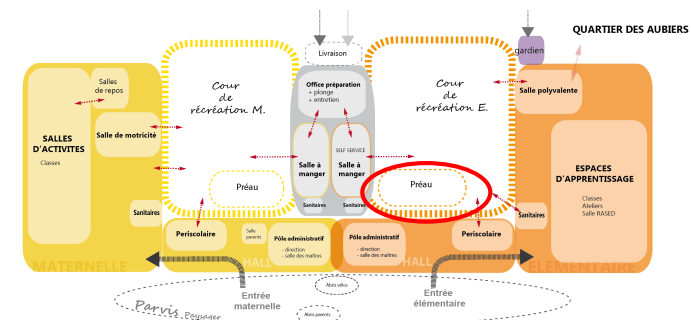 QUARTIER DES AUBIERS
Livraison
gardien
Salles
de repos
Cour
de
récréation M.
Office préparation
+ plonge
+ entretien
Cour
de
récréation E.
Salle polyvalente
SALLES
D'ACTIVITES
Classes
Salle de motricité
SELF SERVICE
Salle à
manger
Salle à
manger
ESPACES
D'APPRENTISSAGE
Classes
Ateliers
Salle RASED
Préau
Préau
Sanitaires
Sanitaires
Sanitaires
Sanitaires
Periscolaire
Salle
parents
Pôle administratif
- direction
- salle des maîtres
Pôle administratif
- direction
- salle des maîtres
Periscolaire
MATERNELLE
HALL
HALL
ELEMENTAIRE
Abris vélos
Entrée
maternelle
Entrée
élémentaire
Parvis Paysager
Abris parents